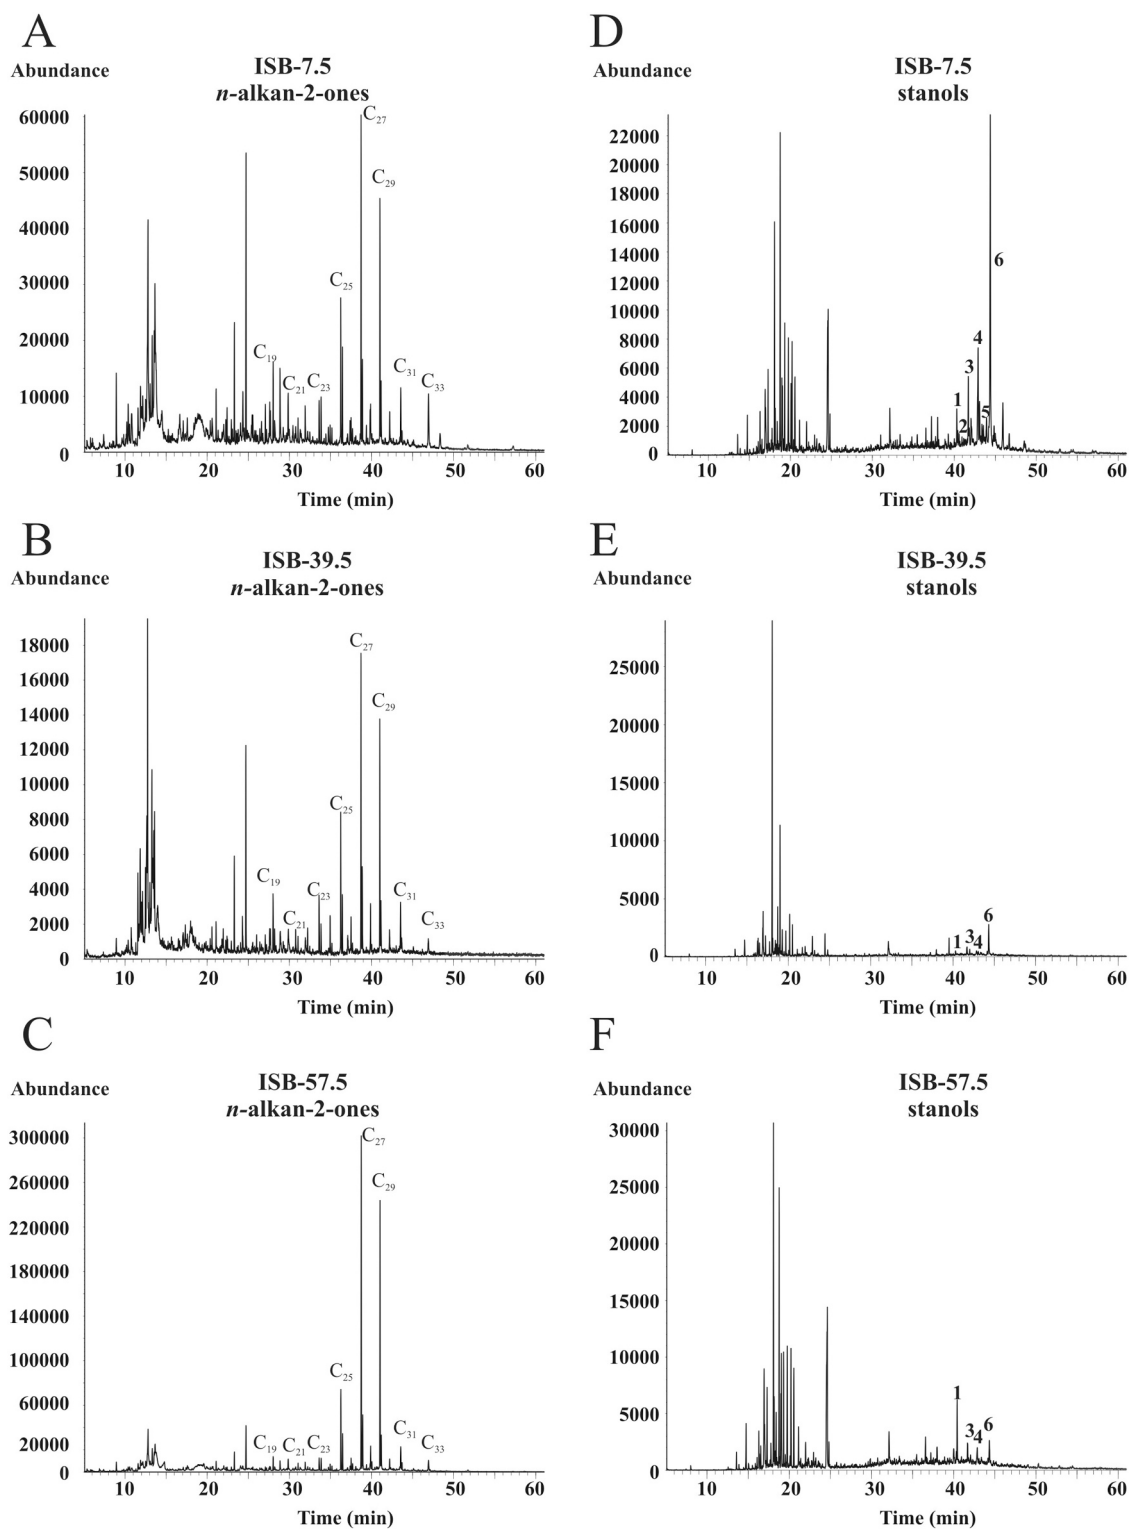 A
ISB-7.5
Abundance
n-alkan-2-ones
60000
50000
40000
30000
20000
10000
0
C27
C29
C25
C19
C21
C23
C31
C33
10 20 30 40 50 60
Time (min)
D
ISB-7.5
Abundance
stanols
22000
20000
18000
16000
14000
12000
10000
8000
6000
4000
2000
0
6
4
3
1
5
2
10 20 30 40 50 60
Time (min)
B
ISB-39.5
Abundance
n-alkan-2-ones
18000
16000
14000
12000
10000
8000
6000
4000
2000
0
C27
C29
C25
C19
C21
C23
C31
C33
10 20 30 40 50 60
Time (min)
E
ISB-39.5
Abundance
stanols
25000
20000
15000
10000
5000
0
6
1 3 4
10 20 30 40 50 60
Time (min)
C
ISB-57.5
Abundance
n-alkan-2-ones
300000
260000
220000
180000
140000
100000
60000
20000
0
C27
C29
C25
C19
C21
C23
C31
C33
10 20 30 40 50 60
Time (min)
F
ISB-57.5
Abundance
stanols
30000
25000
20000
15000
10000
5000
0
1
3 4 6
10 20 30 40 50 60
Time (min)